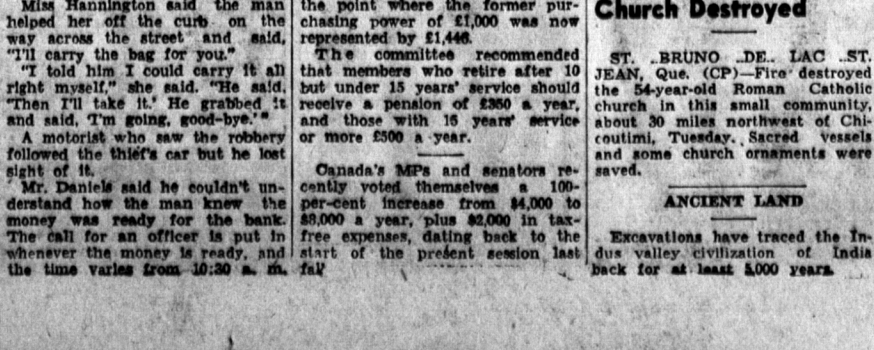 Miss Hannington said the man
helped her off the curb on the
way across the street and said,
"I'll carry the bag for you."
"I told him I could carry it all
right myself," she said. "He said,
'Then I'll take it.' He grabbed it
and said, 'I'm going, good-bye.'"
A motorist who saw the robbery
followed the thief's car but he lost
sight of it.
Mr. Daniels said he couldn't un-
derstand how the man knew the
money was ready for the bank.
The call for an officer is put in
whenever the money is ready, and
the time varies from 10:30 a. m.
the point where the former pur-
chasing power of £1,000 was now
represented by £1,446.
The committee recommended
that members who retire after 10
but under 15 years' service should
receive a pension of £350 a year,
and those with 15 years' service
or more £500 a year.
Canada's MPs and senators re-
cently voted themselves a 100-
per-cent increase from $4,000 to
$8,000 a year, plus $2,000 in tax-
free expenses, dating back to the
start of the present session last
fall
Church Destroyed
ST. ..BRUNO ..DE.. LAC ..ST.
JEAN, Que. (CP)—Fire destroyed
the 54-year-old Roman Catholic
church in this small community,
about 30 miles northwest of Chi-
coutimi, Tuesday. Sacred vessels
and some church ornaments were
saved.
ANCIENT LAND
Excavations have traced the In-
dus valley civilization of India
back for at least 5,000 years.